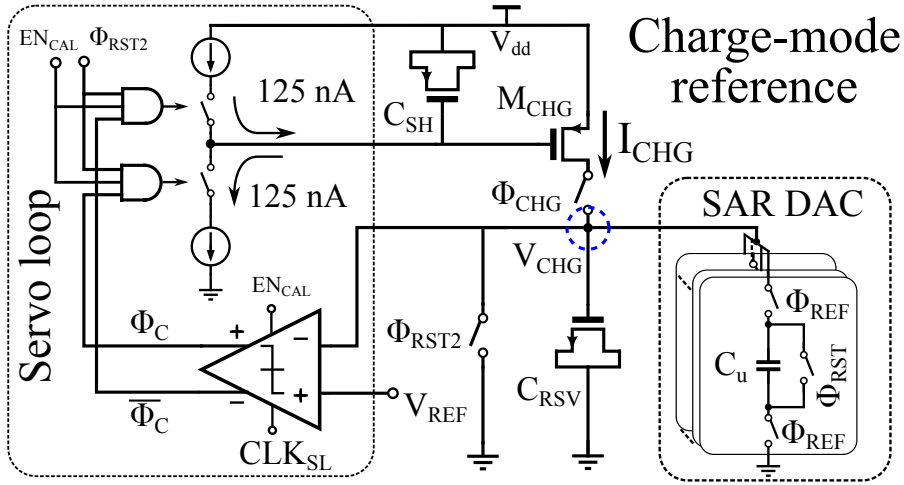 Charge-mode
reference
EN_CAL
Φ_RST2
V_dd
125 nA
C_SH
M_CHG
I_CHG
125 nA
Φ_CHG
SAR DAC
V_CHG
Servo loop
EN_CAL
Φ_C
+
−
Φ_RST2
Φ_REF
C_u
Φ_RST
C_RSV
+
V_REF
Φ_C̅
−
CLK_SL
Φ_REF